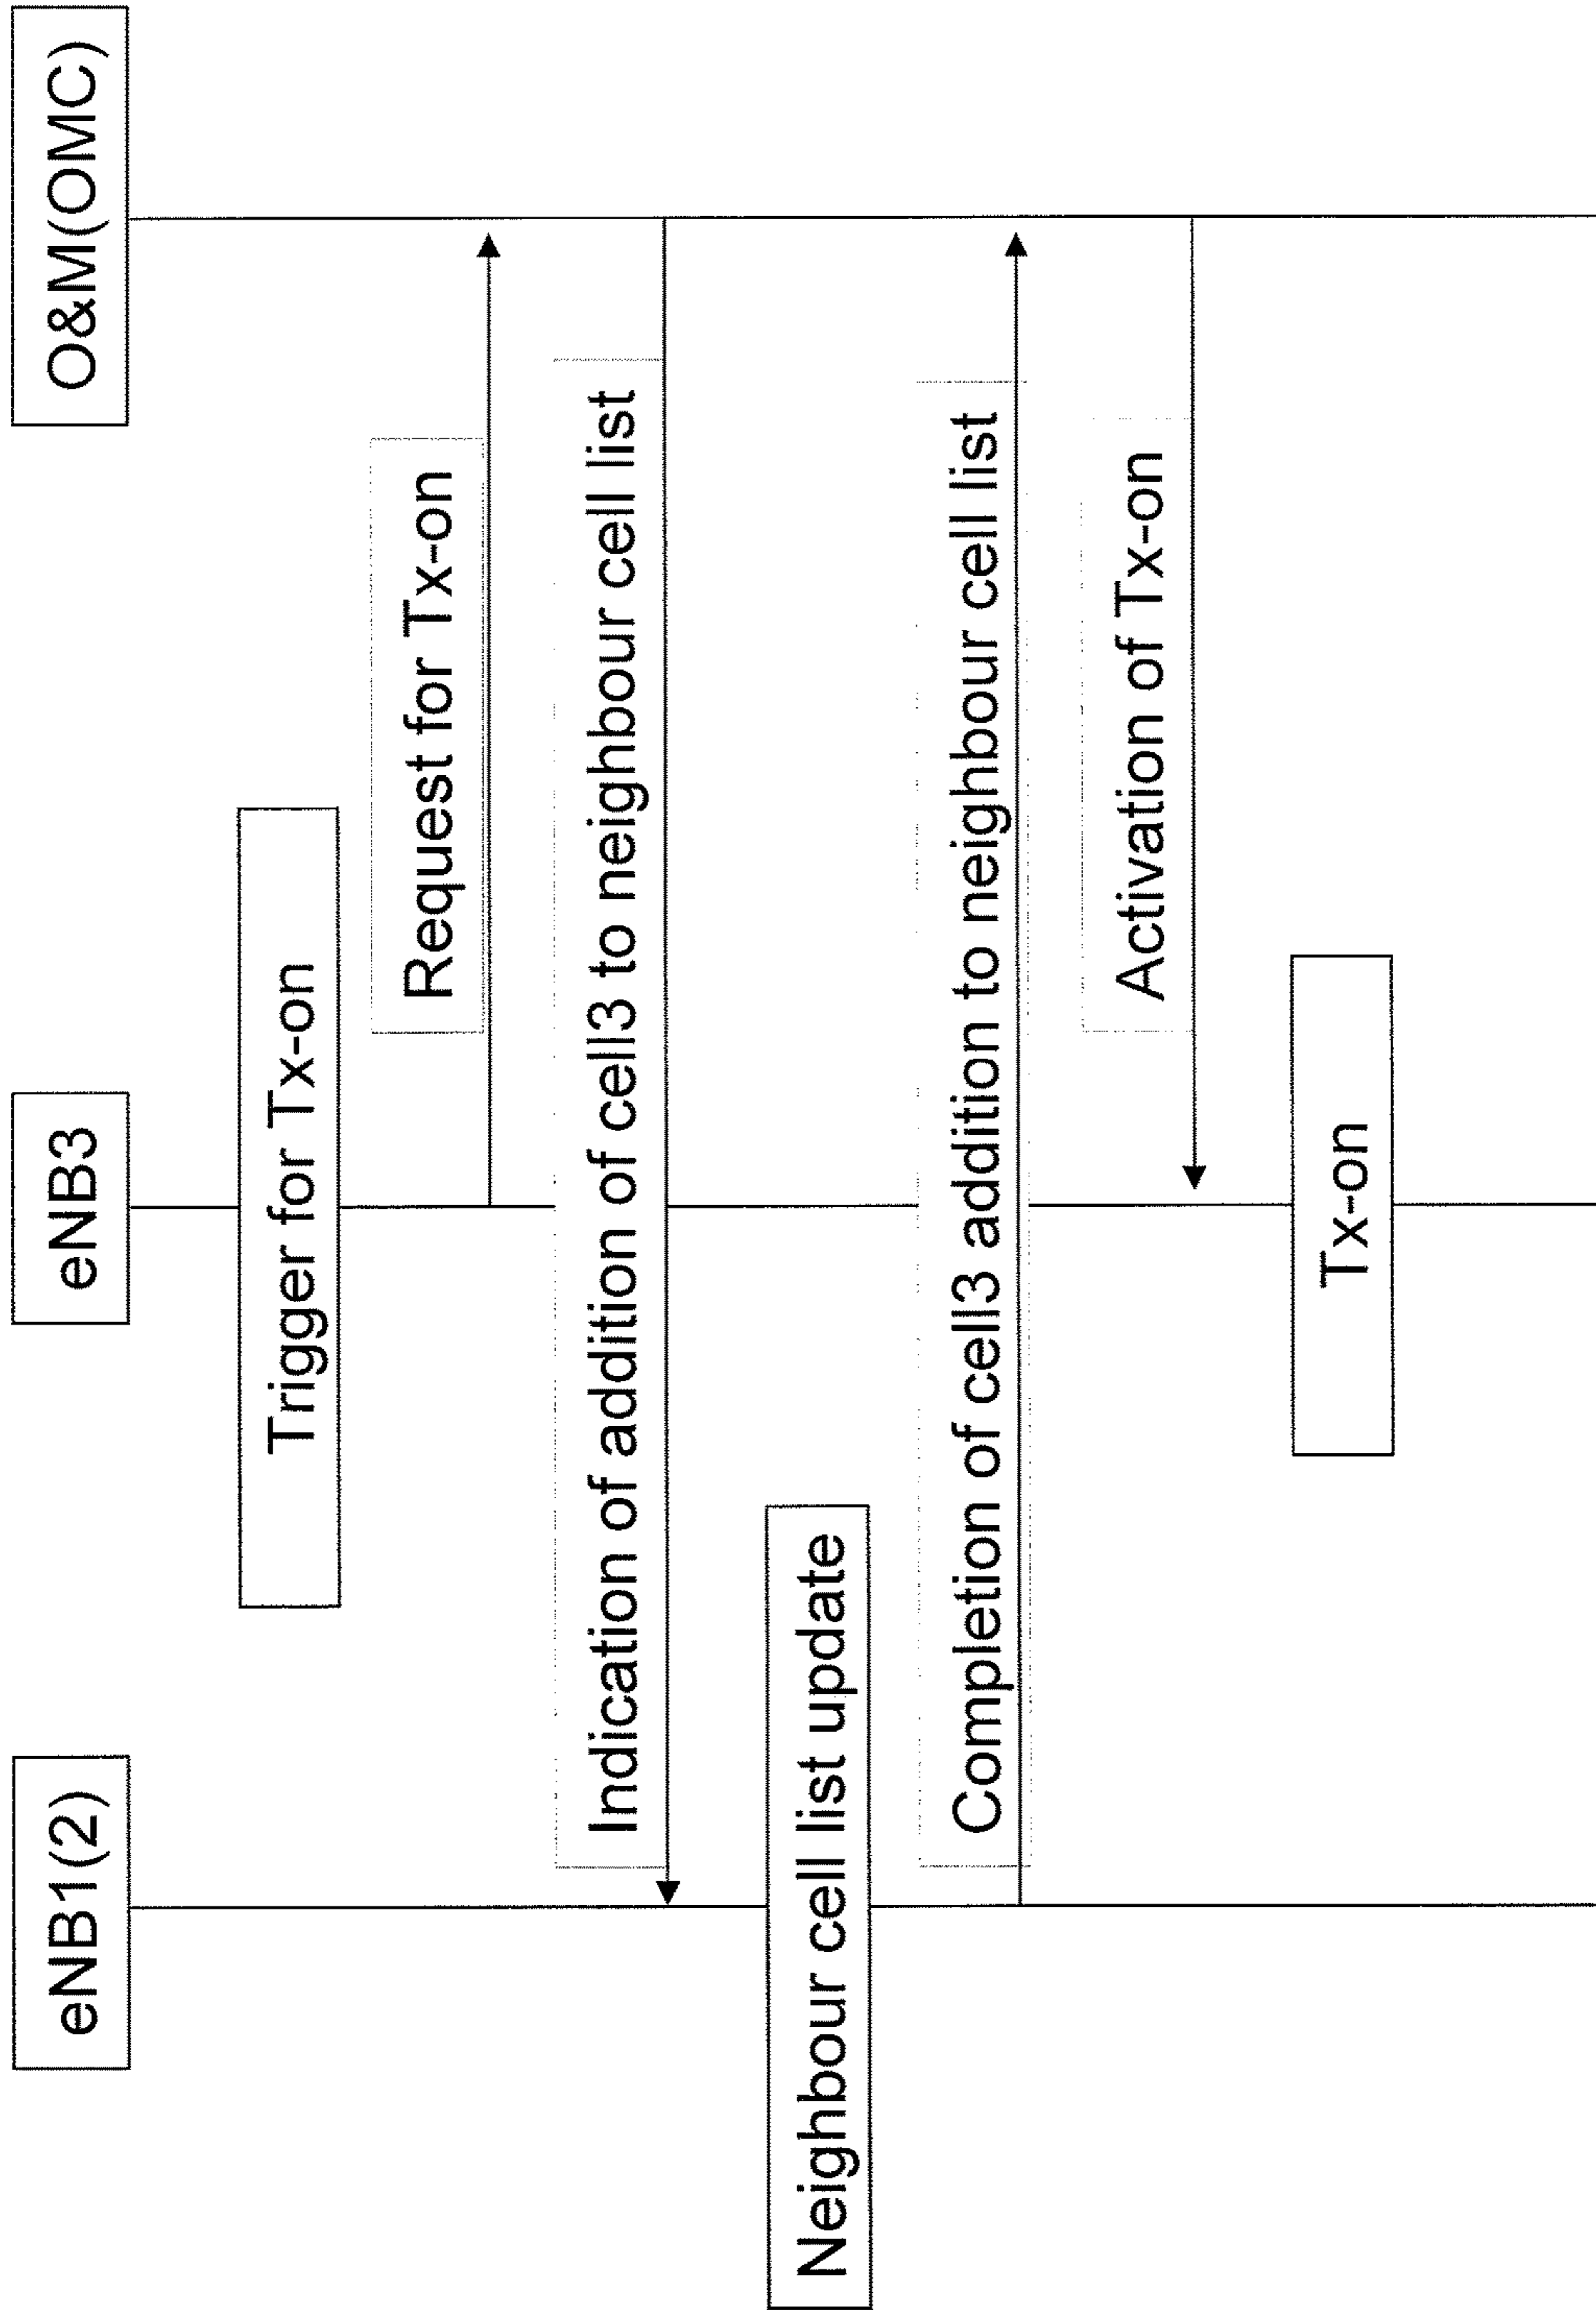 eNB1(2)
eNB3
O&M(OMC)
Trigger for Tx-on
Request for Tx-on
Indication of addition of cell3 to neighbour cell list
Neighbour cell list update
Completion of cell3 addition to neighbour cell list
Activation of Tx-on
Tx-on